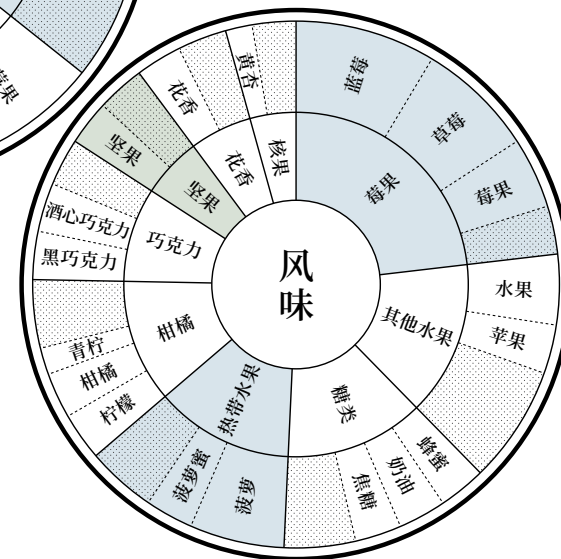 莓果
风
味
莓果
蓝莓
草莓
莓果
其他水果
水果
苹果
糖类
蜂蜜
奶油
焦糖
热带水果
菠萝
菠萝蜜
柑橘
柠檬
柑橘
青柠
巧克力
黑巧克力
酒心巧克力
坚果
坚果
花香
花香
核果
黄杏